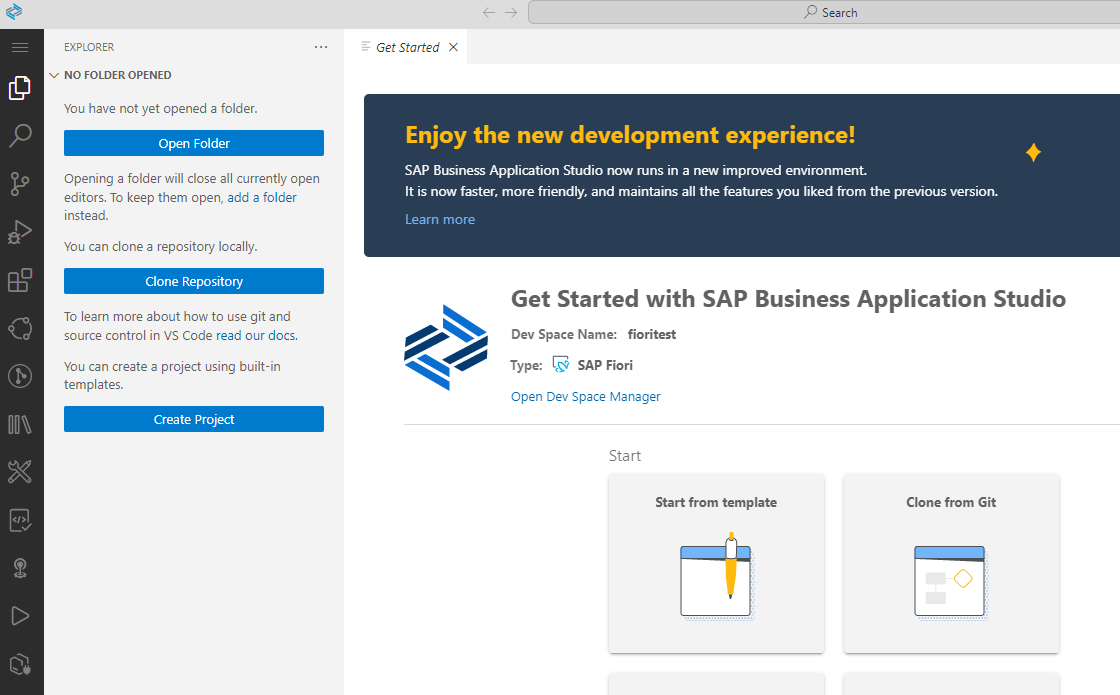 Search
EXPLORER
NO FOLDER OPENED
You have not yet opened a folder.
Open Folder
Opening a folder will close all currently open
editors. To keep them open, add a folder
instead.
You can clone a repository locally.
Clone Repository
To learn more about how to use git and
source control in VS Code read our docs.
You can create a project using built-in
templates.
Create Project
Get Started
Enjoy the new development experience!
SAP Business Application Studio now runs in a new improved environment.
It is now faster, more friendly, and maintains all the features you liked from the previous version.
Learn more
Get Started with SAP Business Application Studio
Dev Space Name: fioritest
Type: SAP Fiori
Open Dev Space Manager
Start
Start from template
Clone from Git